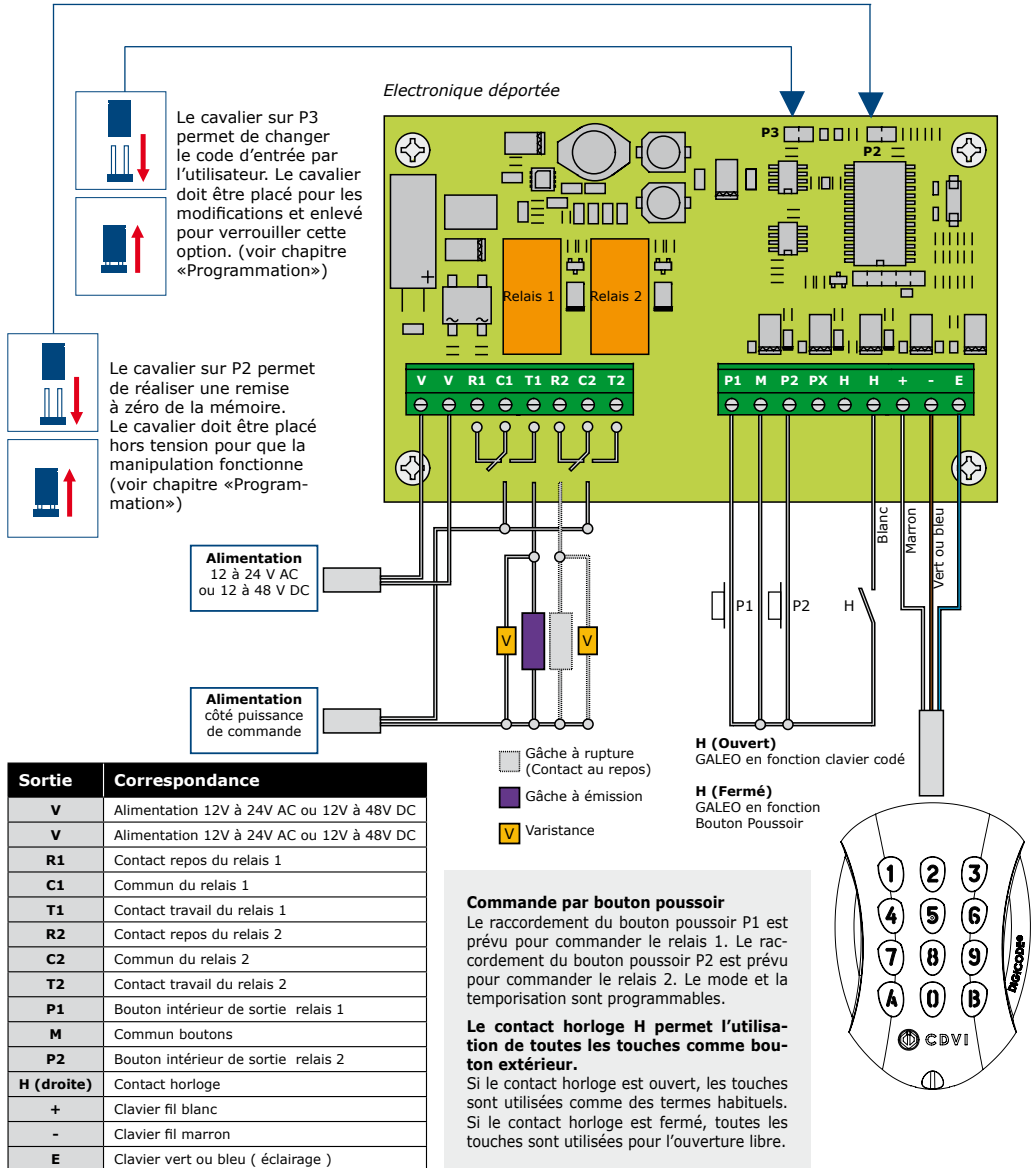 Electronique déportée
Le cavalier sur P3
permet de changer
le code d'entrée par
l'utilisateur. Le cavalier
doit être placé pour les
modifications et enlevé
pour verrouiller cette
option. (voir chapitre
«Programmation»)
Le cavalier sur P2 permet
de réaliser une remise
à zéro de la mémoire.
Le cavalier doit être placé
hors tension pour que la
manipulation fonctionne
(voir chapitre «Program-
mation»)
P3
P2
+
~ ~
Relais 1
Relais 2
V V R1 C1 T1 R2 C2 T2
P1 M P2 PX H H + - E
Alimentation
12 à 24 V AC
ou 12 à 48 V DC
Alimentation
côté puissance
de commande
V
V
P1
P2
H
Blanc
Marron
Vert ou bleu
Gâche à rupture
(Contact au repos)
Gâche à émission
V Varistance
H (Ouvert)
GALEO en fonction clavier codé
H (Fermé)
GALEO en fonction
Bouton Poussoir
Sortie Correspondance
V Alimentation 12V à 24V AC ou 12V à 48V DC
V Alimentation 12V à 24V AC ou 12V à 48V DC
R1 Contact repos du relais 1
C1 Commun du relais 1
T1 Contact travail du relais 1
R2 Contact repos du relais 2
C2 Commun du relais 2
T2 Contact travail du relais 2
P1 Bouton intérieur de sortie relais 1
M Commun boutons
P2 Bouton intérieur de sortie relais 2
H (droite) Contact horloge
+ Clavier fil blanc
- Clavier fil marron
E Clavier vert ou bleu ( éclairage )
Commande par bouton poussoir
Le raccordement du bouton poussoir P1 est
prévu pour commander le relais 1. Le rac-
cordement du bouton poussoir P2 est prévu
pour commander le relais 2. Le mode et la
temporisation sont programmables.
Le contact horloge H permet l'utilisa-
tion de toutes les touches comme bou-
ton extérieur.
Si le contact horloge est ouvert, les touches
sont utilisées comme des termes habituels.
Si le contact horloge est fermé, toutes les
touches sont utilisées pour l'ouverture libre.
1 2 3
4 5 6
7 8 9
A 0 B
DIGICODE®
CDVI